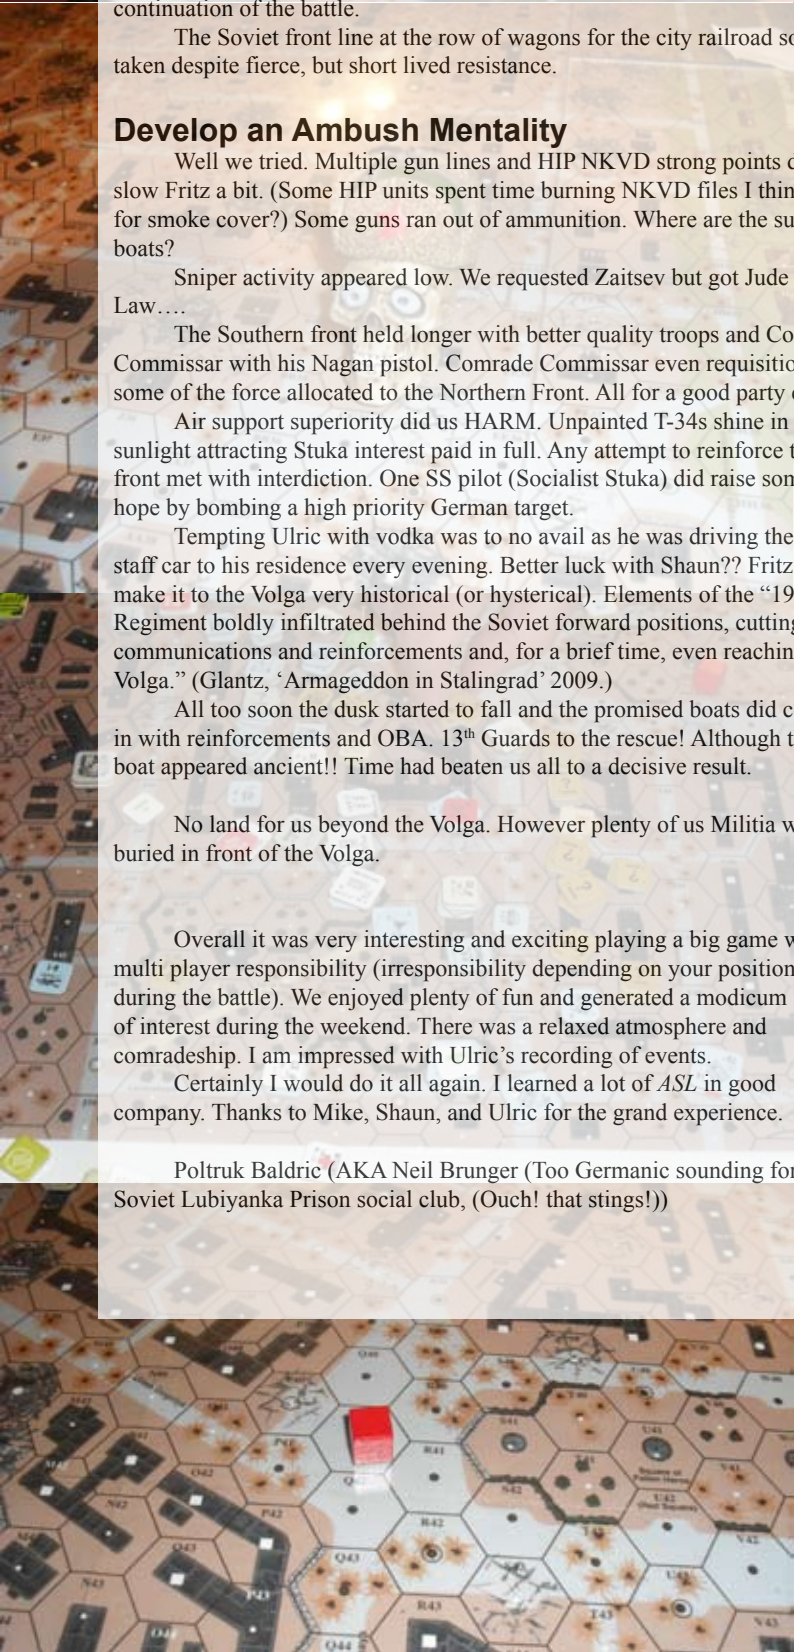 continuation of the battle.
The Soviet front line at the row of wagons for the city railroad
taken despite fierce, but short lived resistance.
Develop an Ambush Mentality
Well we tried. Multiple gun lines and HIP NKVD strong points
slow Fritz a bit. (Some HIP units spent time burning NKVD files I
for smoke cover?) Some guns ran out of ammunition. Where are the
boats?
Sniper activity appeared low. We requested Zaitsev but got Jude
Law….
The Southern front held longer with better quality troops and
Commissar with his Nagan pistol. Comrade Commissar even
some of the force allocated to the Northern Front. All for a good party
Air support superiority did us HARM. Unpainted T-34s shine in
sunlight attracting Stuka interest paid in full. Any attempt to reinforce
front met with interdiction. One SS pilot (Socialist Stuka) did raise
hope by bombing a high priority German target.
Tempting Ulric with vodka was to no avail as he was driving the
staff car to his residence every evening. Better luck with Shaun?? Fritz
make it to the Volga very historical (or hysterical). Elements of the “19
Regiment boldly infiltrated behind the Soviet forward positions, cutting
communications and reinforcements and, for a brief time, even
Volga.” (Glantz, ‘Armageddon in Stalingrad’ 2009.)
All too soon the dusk started to fall and the promised boats did
in with reinforcements and OBA. 13th Guards to the rescue! Although
boat appeared ancient!! Time had beaten us all to a decisive result.
No land for us beyond the Volga. However plenty of us Militia
buried in front of the Volga.
Overall it was very interesting and exciting playing a big game
multi player responsibility (irresponsibility depending on your position
during the battle). We enjoyed plenty of fun and generated a modicum
of interest during the weekend. There was a relaxed atmosphere and
comradeship. I am impressed with Ulric’s recording of events.
Certainly I would do it all again. I learned a lot of ASL in good
company. Thanks to Mike, Shaun, and Ulric for the grand experience.
Poltruk Baldric (AKA Neil Brunger (Too Germanic sounding for
Soviet Lubiyanka Prison social club, (Ouch! that stings!))
R41
S41
U41
S42
O42
P42
R42
N42
V42
O43
Q43
N43
P43
R43
T43
V43
Q44